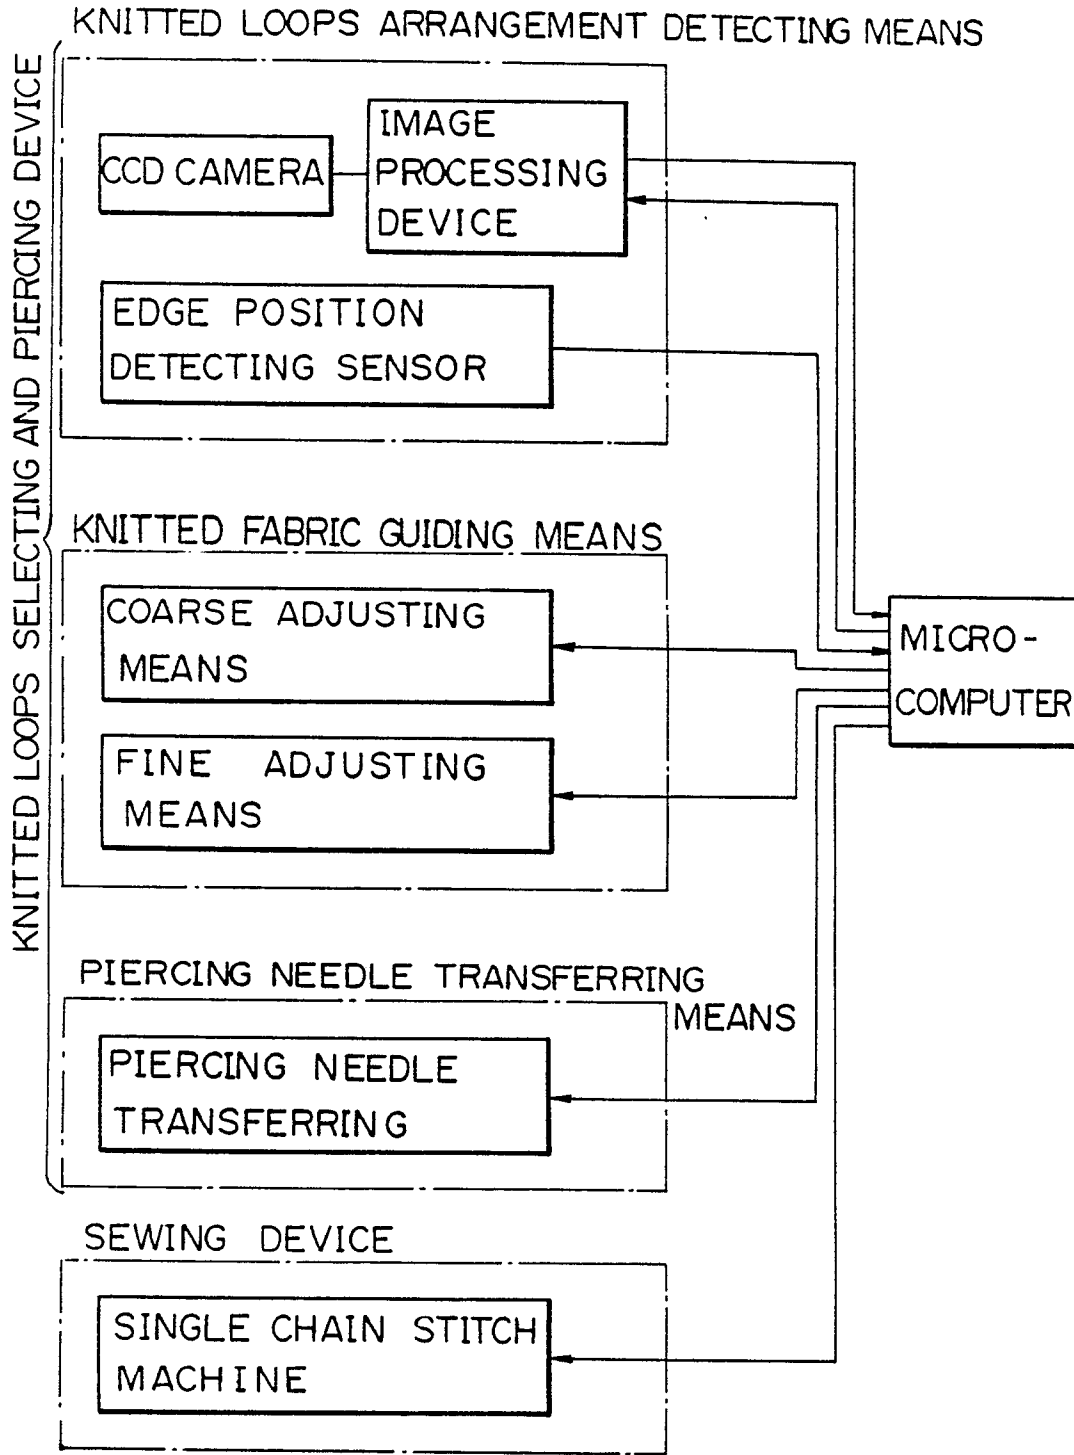 KNITTED LOOPS ARRANGEMENT DETECTING MEANS
KNITTED LOOPS SELECTING AND PIERCING DEVICE
CCD CAMERA
IMAGE
PROCESSING
DEVICE
EDGE POSITION
DETECTING SENSOR
KNITTED FABRIC GUIDING MEANS
COARSE ADJUSTING
MEANS
FINE ADJUSTING
MEANS
MICRO-
COMPUTER
PIERCING NEEDLE TRANSFERRING
MEANS
PIERCING NEEDLE
TRANSFERRING
SEWING DEVICE
SINGLE CHAIN STITCH
MACHINE